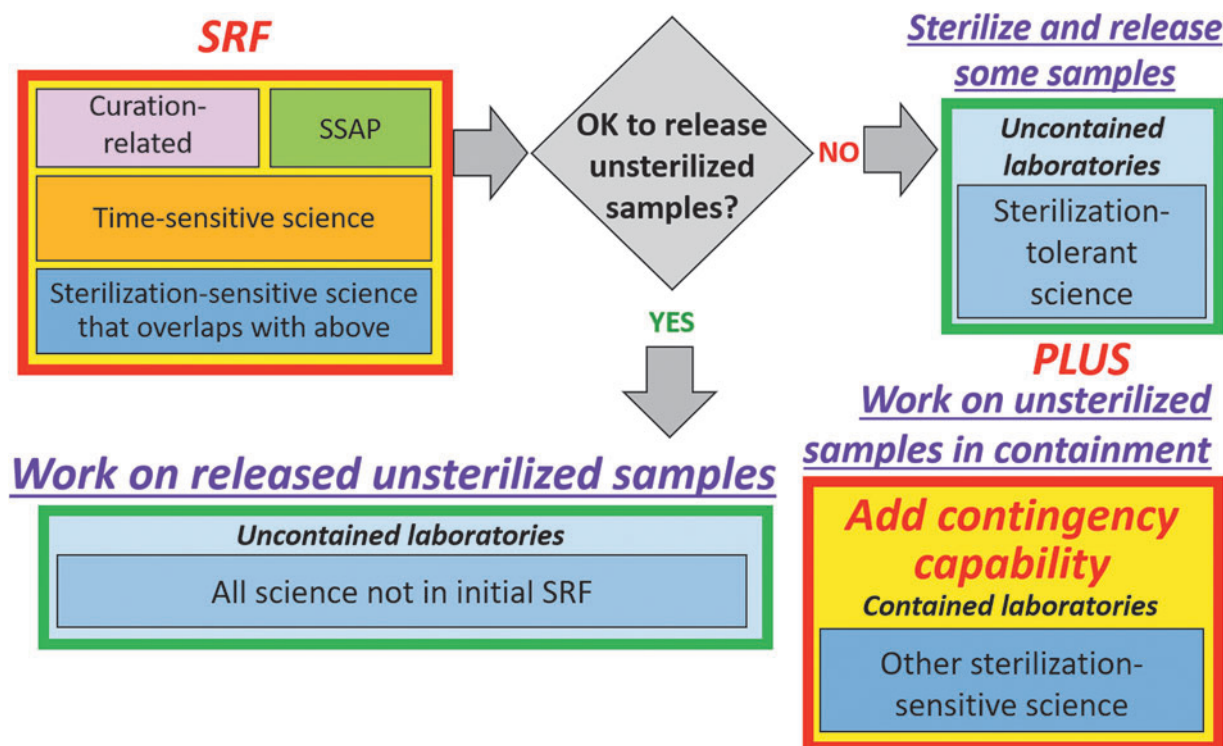 SRF
Curation-
related
SSAP
Time-sensitive science
Sterilization-sensitive science
that overlaps with above
OK to release
unsterilized
samples?
NO
YES
Sterilize and release
some samples
Uncontained
laboratories
Sterilization-
tolerant
science
PLUS
Work on unsterilized
samples in containment
Add contingency
capability
Contained laboratories
Other sterilization-
sensitive science
Work on released unsterilized samples
Uncontained laboratories
All science not in initial SRF